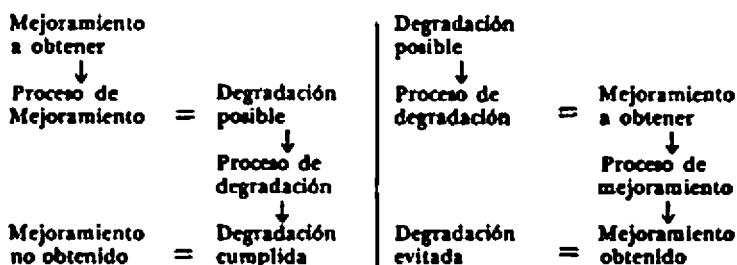 Mejoramiento
a obtener
↓
Proceso de
Mejoramiento
=
Degradación
posible
↓
Proceso de
degradación
↓
Mejoramiento
no obtenido
=
Degradación
cumplida
Degradación
posible
↓
Proceso de
degradación
=
Mejoramiento
a obtener
↓
Proceso de
mejoramiento
↓
Degradación
evitada
=
Mejoramiento
obtenido